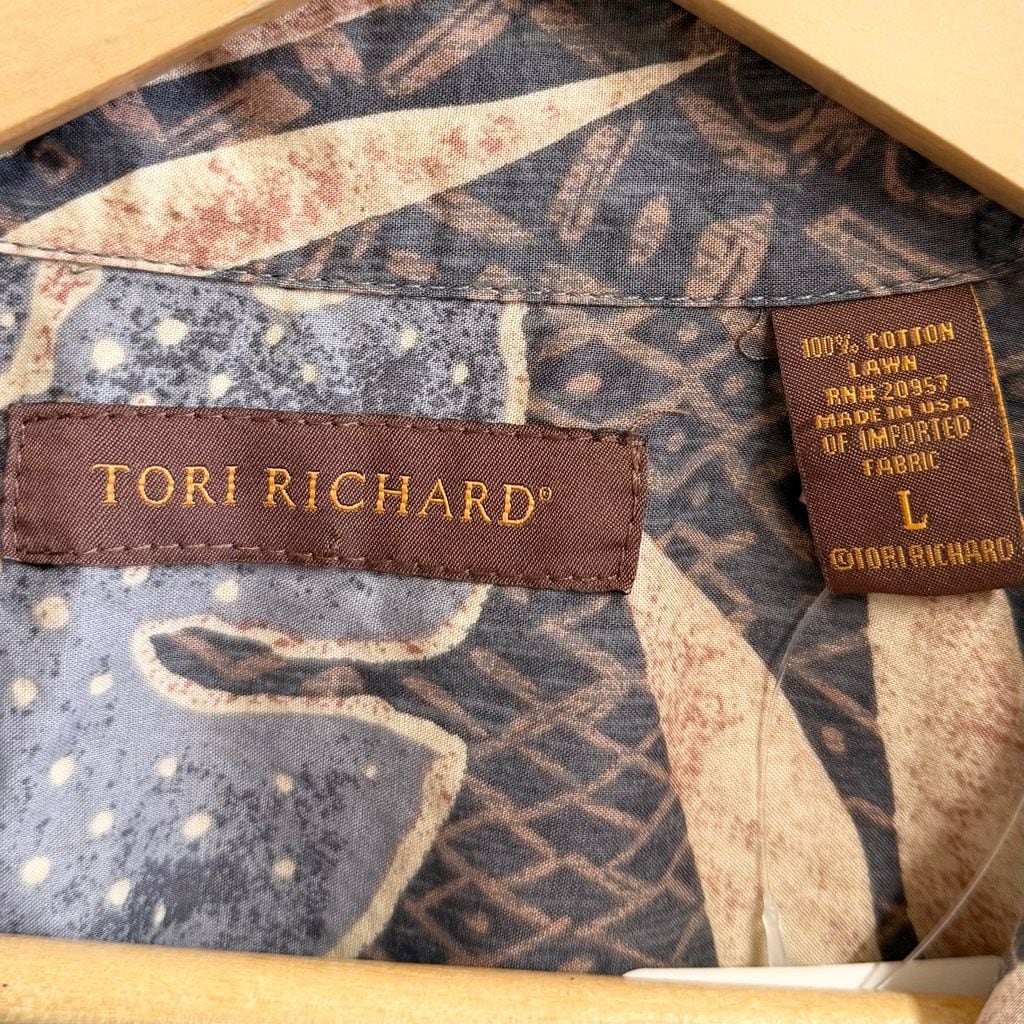 TORI RICHARD®
100% COTTON
LAWN
RN#20957
MADE IN USA
OF IMPORTED
FABRIC
L
©TORI RICHARD